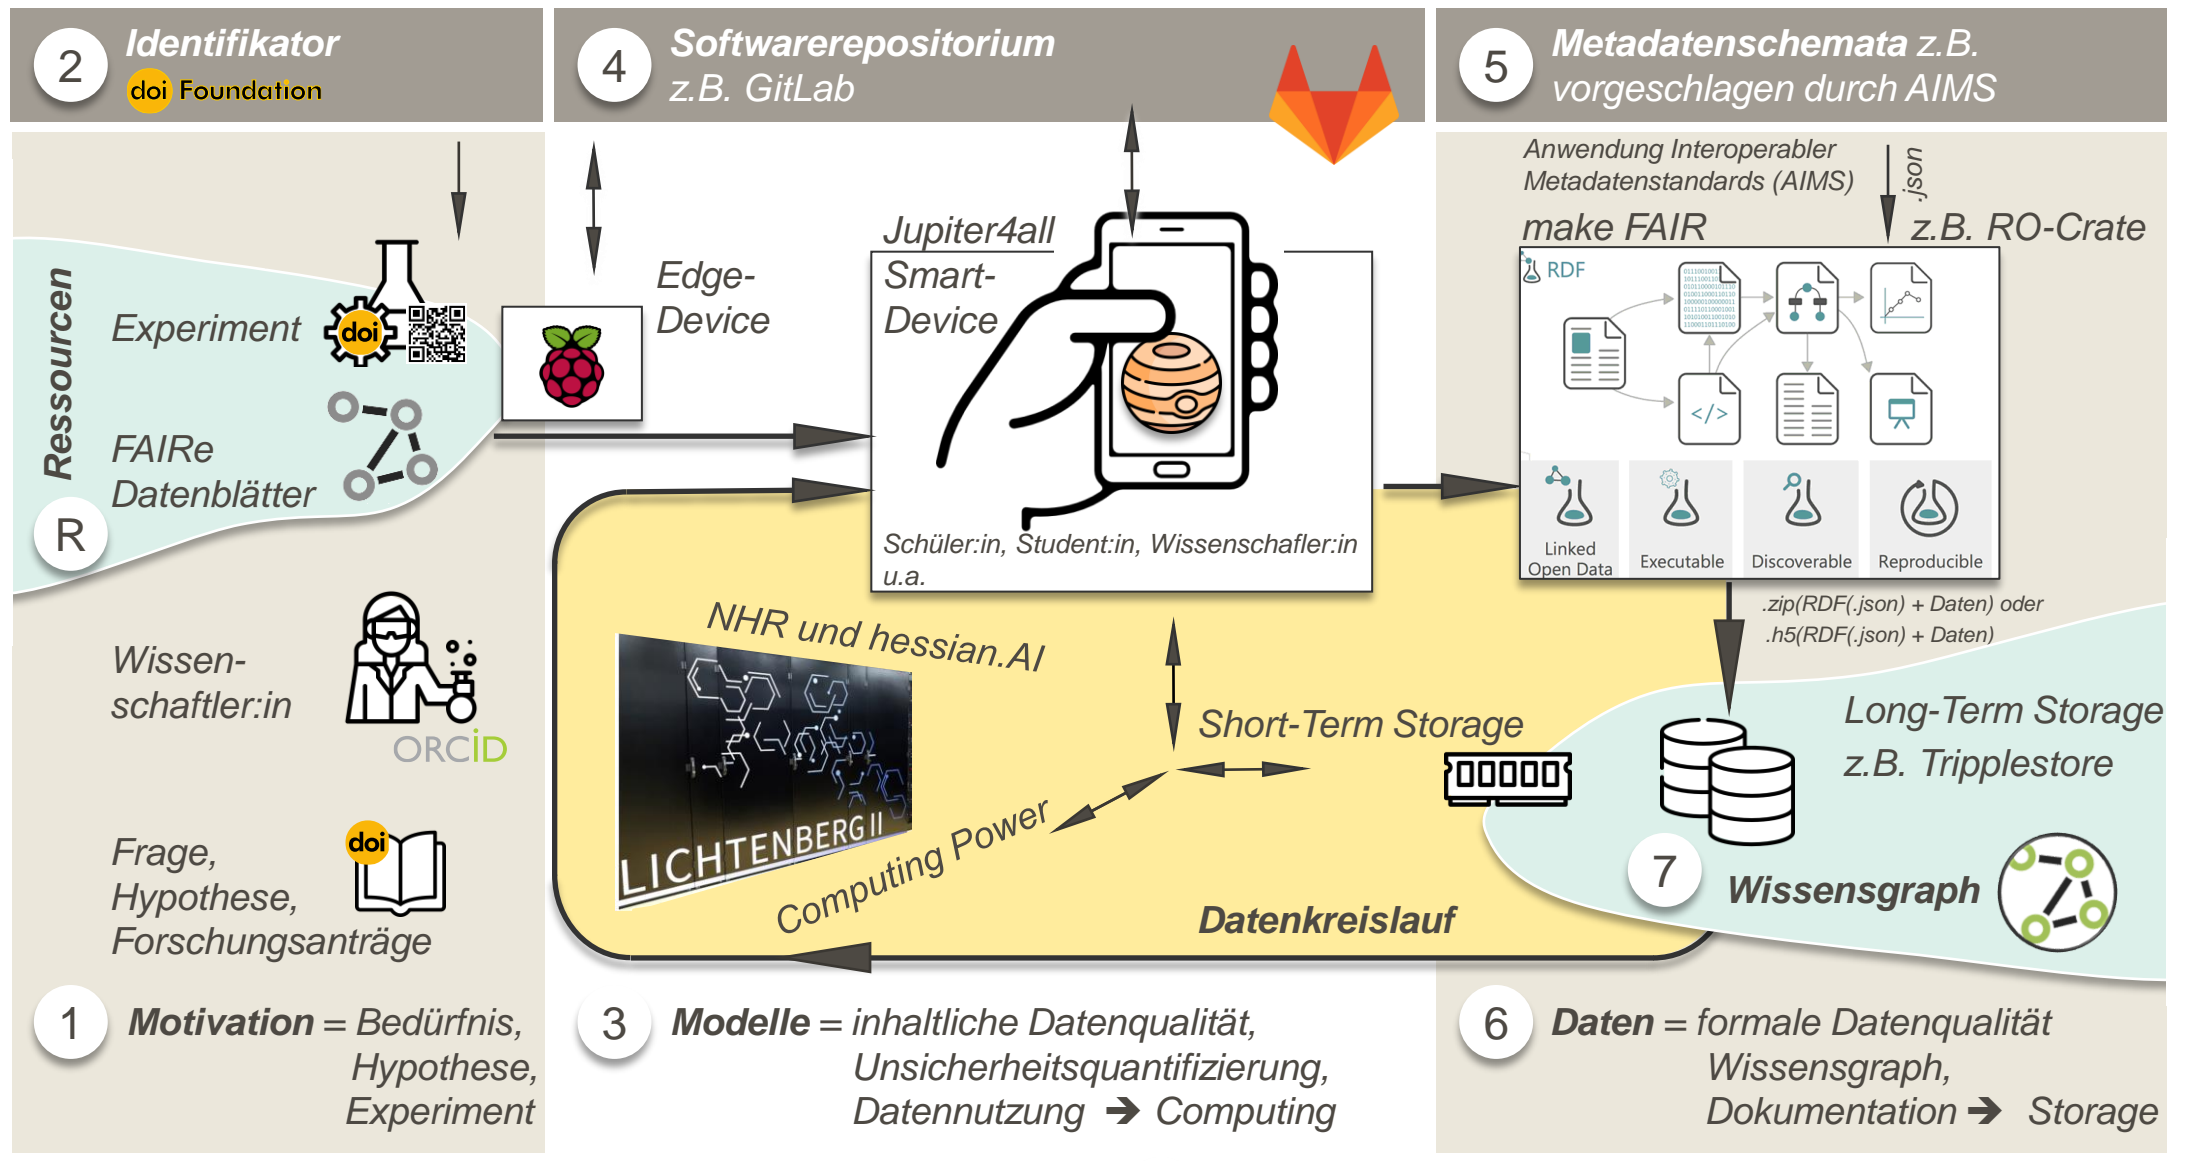 2
Identifikator
doi Foundation
4
Softwarerepositorium
z.B. GitLab
5
Metadatenschemata z.B.
vorgeschlagen durch AIMS
Ressourcen
R
Experiment
doi
FAIRe
Datenblätter
Wissen-
schaftler:in
ORCiD
Frage,
Hypothese,
Forschungsanträge
doi
1
Motivation = Bedürfnis,
Hypothese,
Experiment
Edge-
Device
Jupiter4all
Smart-
Device
Schüler:in, Student:in, Wissenschafler:in
u.a.
NHR und hessian.AI
LICHTENBERG II
Computing Power
Short-Term Storage
Datenkreislauf
3
Modelle = inhaltliche Datenqualität,
Unsicherheitsquantifizierung,
Datennutzung ➔ Computing
Anwendung Interoperabler
Metadatenstandards (AIMS)
.json
make FAIR
z.B. RO-Crate
RDF
</>
Linked
Open Data
Executable
Discoverable
Reproducible
.zip(RDF(.json) + Daten) oder
.h5(RDF(.json) + Daten)
Long-Term Storage
z.B. Tripplestore
7
Wissensgraph
6
Daten = formale Datenqualität
Wissensgraph,
Dokumentation ➔ Storage